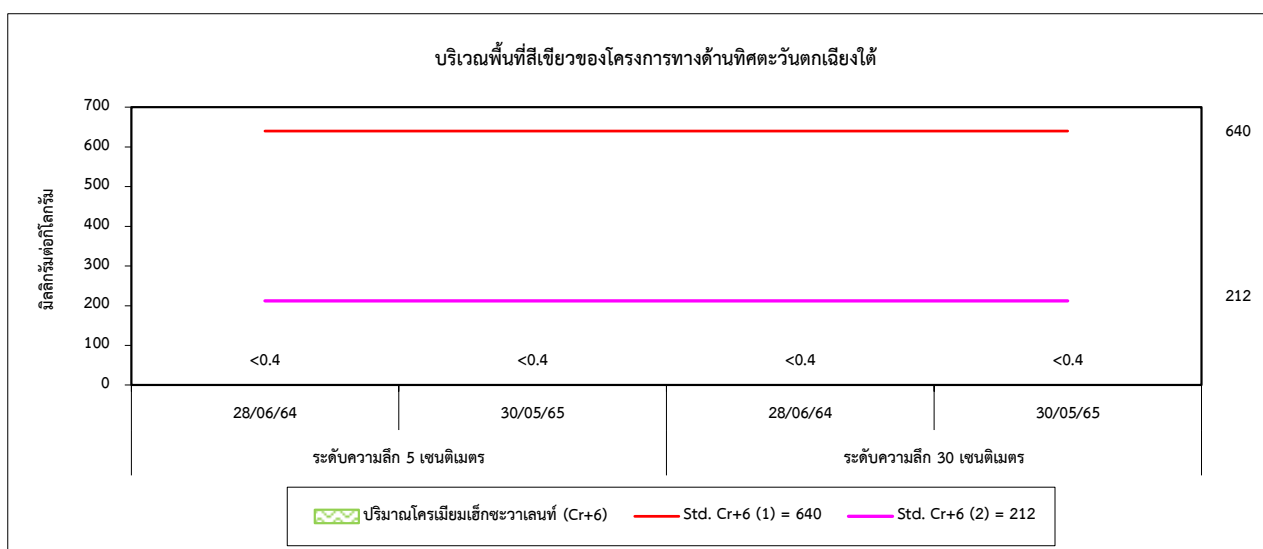 บริเวณพื้นที่สีเขียวของโครงการทางด้านทิศตะวันตกเฉียงใต้
มิลลิกรัมต่อกิโลกรัม
700
600
500
400
300
200
100
0
640
212
<0.4 <0.4 <0.4 <0.4
28/06/64 30/05/65 28/06/64 30/05/65
ระดับความลึก 5 เซนติเมตร ระดับความลึก 30 เซนติเมตร
ปริมาณโครเมียมเฮ็กซะวาเลนท์ (Cr+6) Std. Cr+6 (1) = 640 Std. Cr+6 (2) = 212